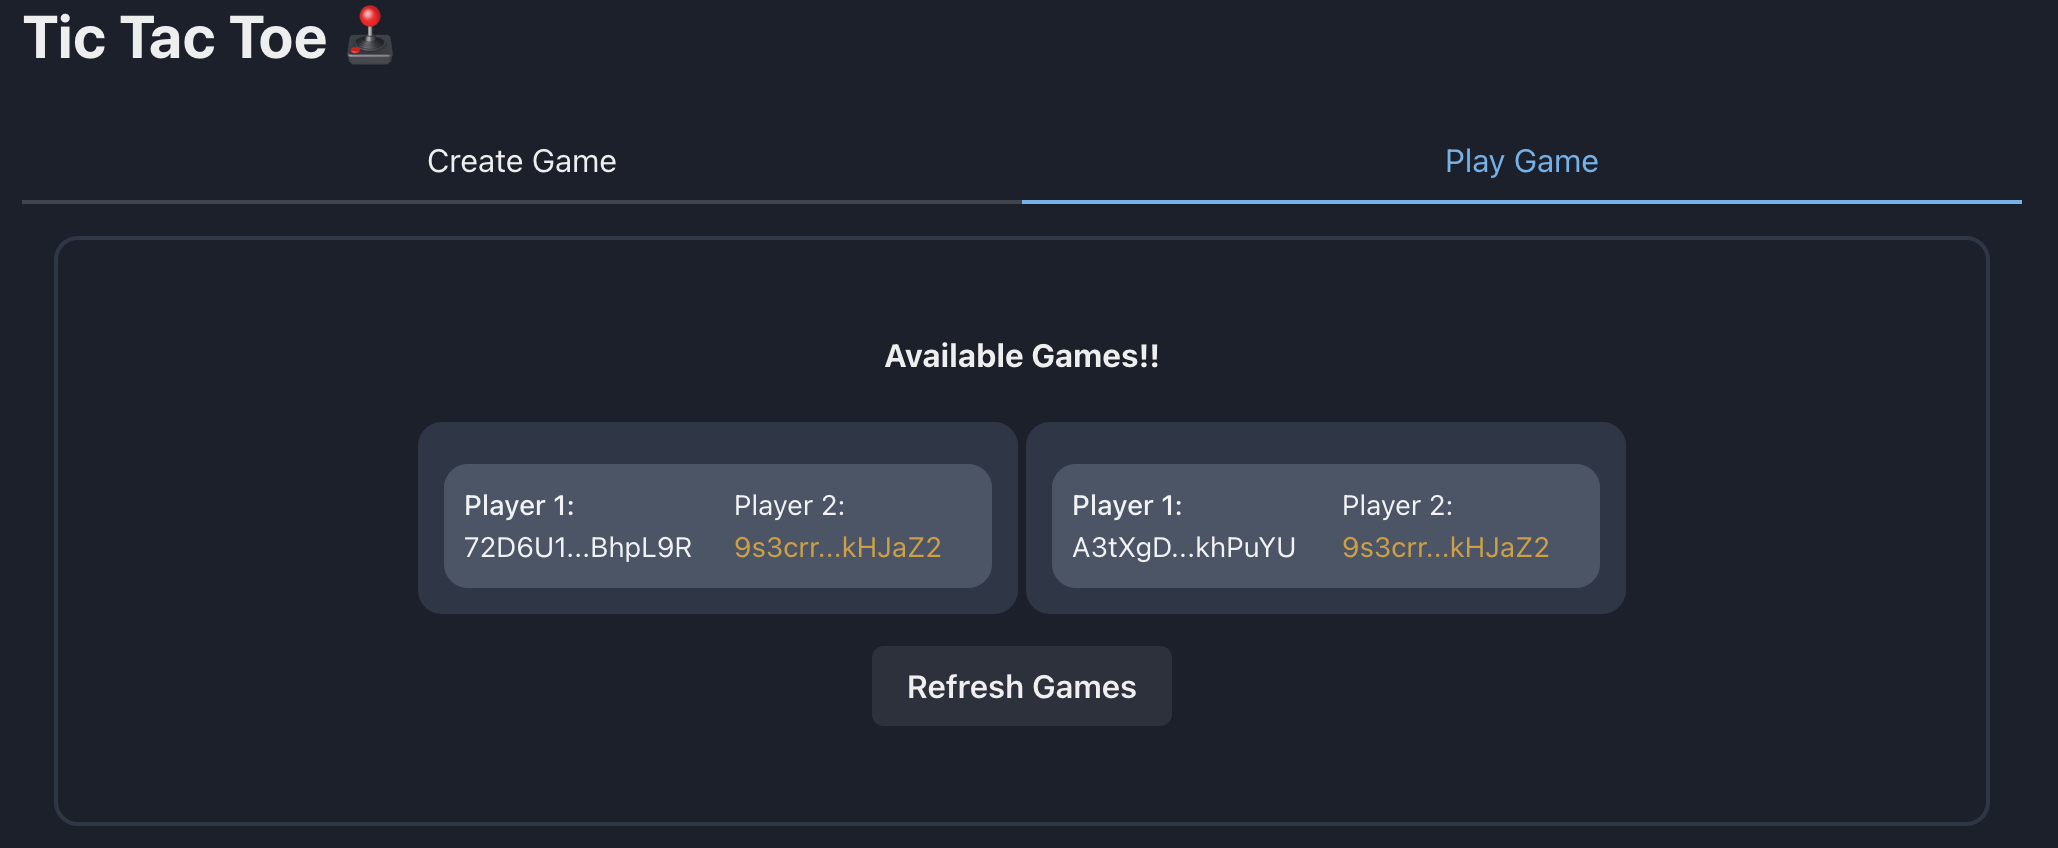 Tic Tac Toe 🕹️
Create Game
Play Game
Available Games!!
Player 1:
72D6U1...BhpL9R
Player 2:
9s3crr...kHJaZ2
Player 1:
A3tXgD...khPuYU
Player 2:
9s3crr...kHJaZ2
Refresh Games